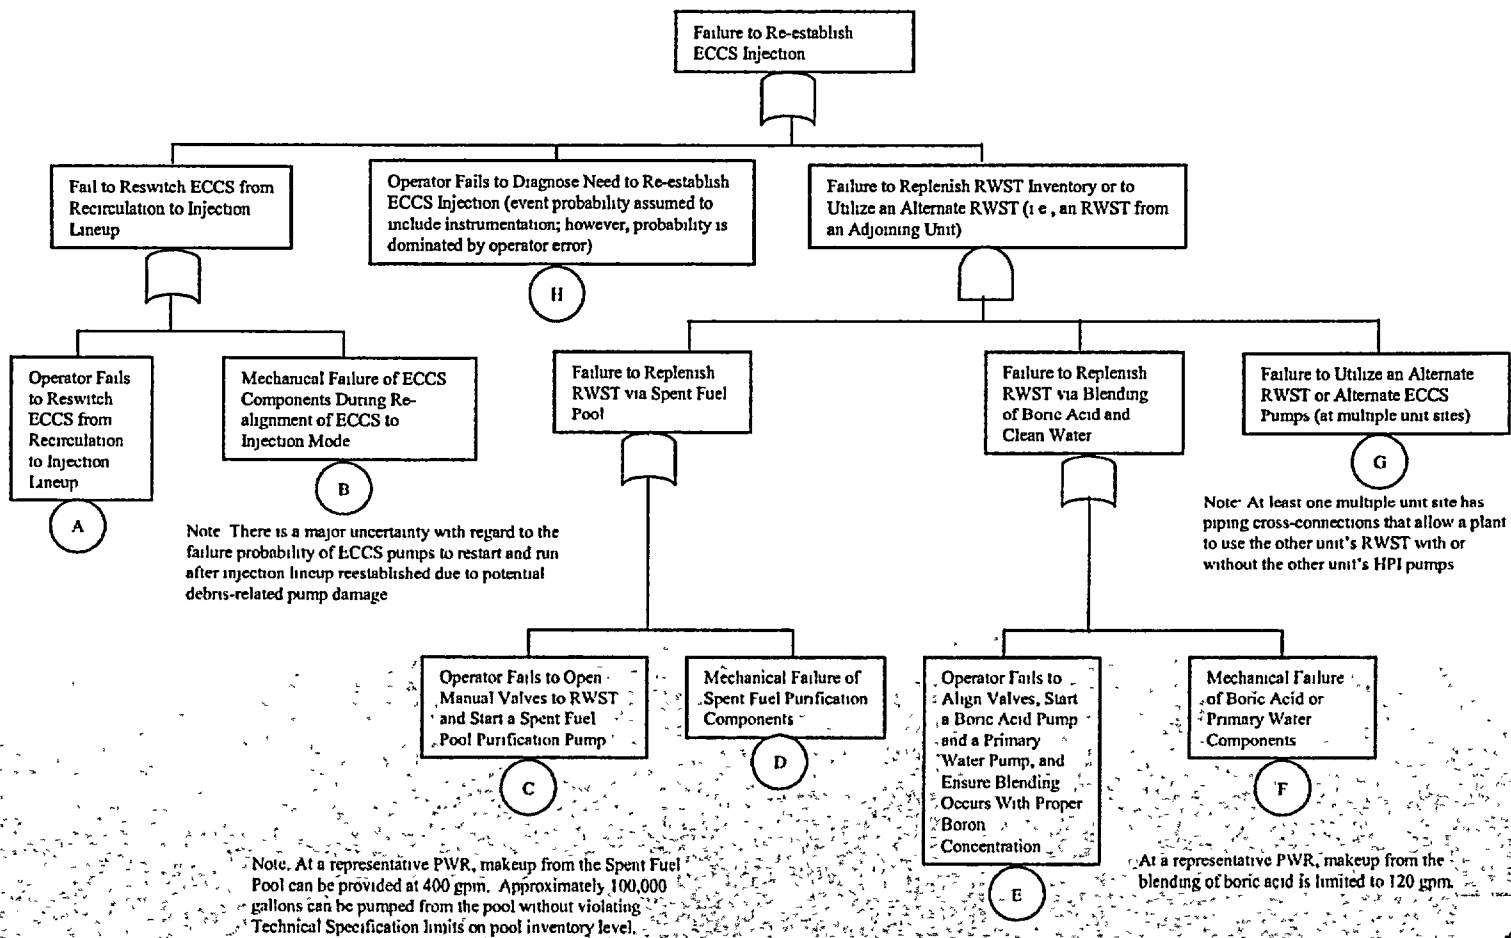 Failure to Re-establish
ECCS Injection
Fail to Reswitch ECCS from
Recirculation to Injection
Lineup
Operator Fails to Diagnose Need to Re-establish
ECCS Injection (event probability assumed to
include instrumentation; however, probability is
dominated by operator error)
H
Failure to Replenish RWST Inventory or to
Utilize an Alternate RWST (i e, an RWST from
an Adjoining Unit)
Operator Fails
to Reswitch
ECCS from
Recirculation
to Injection
Lineup
A
Mechanical Failure of ECCS
Components During Re-
alignment of ECCS to
Injection Mode
B
Note There is a major uncertainty with regard to the
failure probability of ECCS pumps to restart and run
after injection lineup reestablished due to potential
debris-related pump damage
Failure to Replenish
RWST via Spent Fuel
Pool
Failure to Replenish
RWST via Blending
of Boric Acid and
Clean Water
Failure to Utilize an Alternate
RWST or Alternate ECCS
Pumps (at multiple unit sites)
G
Note· At least one multiple unit site has
piping cross-connections that allow a plant
to use the other unit's RWST with or
without the other unit's HPI pumps
Operator Fails to Open
Manual Valves to RWST
and Start a Spent Fuel
Pool Purification Pump
C
Mechanical Failure of
Spent Fuel Purification
Components
D
Operator Fails to
Align Valves, Start
a Boric Acid Pump
and a Primary
Water Pump, and
Ensure Blending
Occurs With Proper
Boron
Concentration
E
Mechanical Failure
of Boric Acid or
Primary Water
Components
F
Note. At a representative PWR, makeup from the Spent Fuel
Pool can be provided at 400 gpm. Approximately 100,000
gallons can be pumped from the pool without violating
Technical Specification limits on pool inventory level.
At a representative PWR, makeup from the
blending of boric acid is limited to 120 gpm.